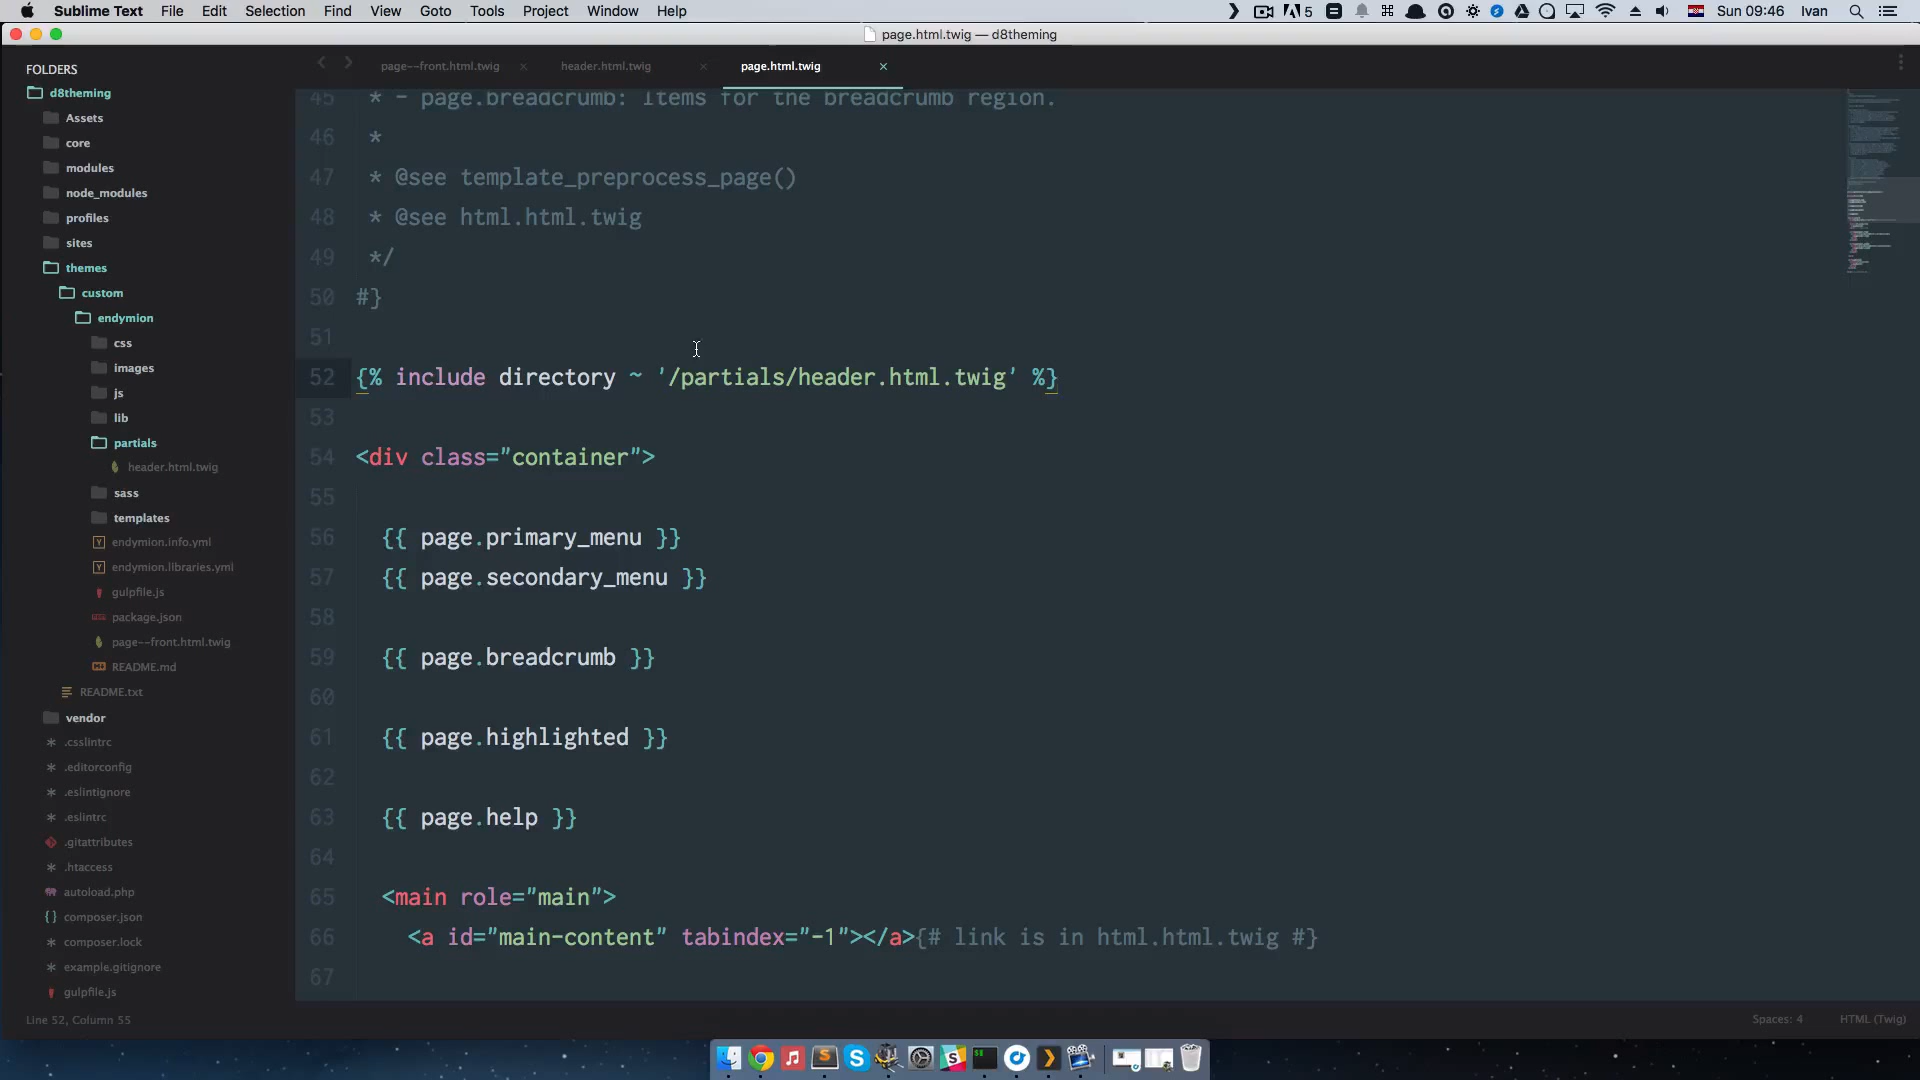 Sublime Text File Edit Selection Find View Goto Tools Project Window Help 5 Sun 09:46 Ivan
page.html.twig — d8theming
FOLDERS
d8theming
Assets
core
modules
node_modules
profiles
sites
themes
custom
endymion
css
images
js
lib
partials
header.html.twig
sass
templates
endymion.info.yml
endymion.libraries.yml
gulpfile.js
package.json
page--front.html.twig
README.md
README.txt
vendor
.csslintrc
.editorconfig
.eslintignore
.eslintrc
.gitattributes
.htaccess
autoload.php
composer.json
composer.lock
example.gitignore
gulpfile.js
page--front.html.twig header.html.twig page.html.twig
45 * - page.breadcrumb: Items for the breadcrumb region.
46 *
47 * @see template_preprocess_page()
48 * @see html.html.twig
49 */
50 #}
51
52 {% include directory ~ '/partials/header.html.twig' %}
53
54 <div class="container">
55
56 {{ page.primary_menu }}
57 {{ page.secondary_menu }}
58
59 {{ page.breadcrumb }}
60
61 {{ page.highlighted }}
62
63 {{ page.help }}
64
65 <main role="main">
66 <a id="main-content" tabindex="-1"></a>{# link is in html.html.twig #}
67
Line 52, Column 55 Spaces: 4 HTML (Twig)